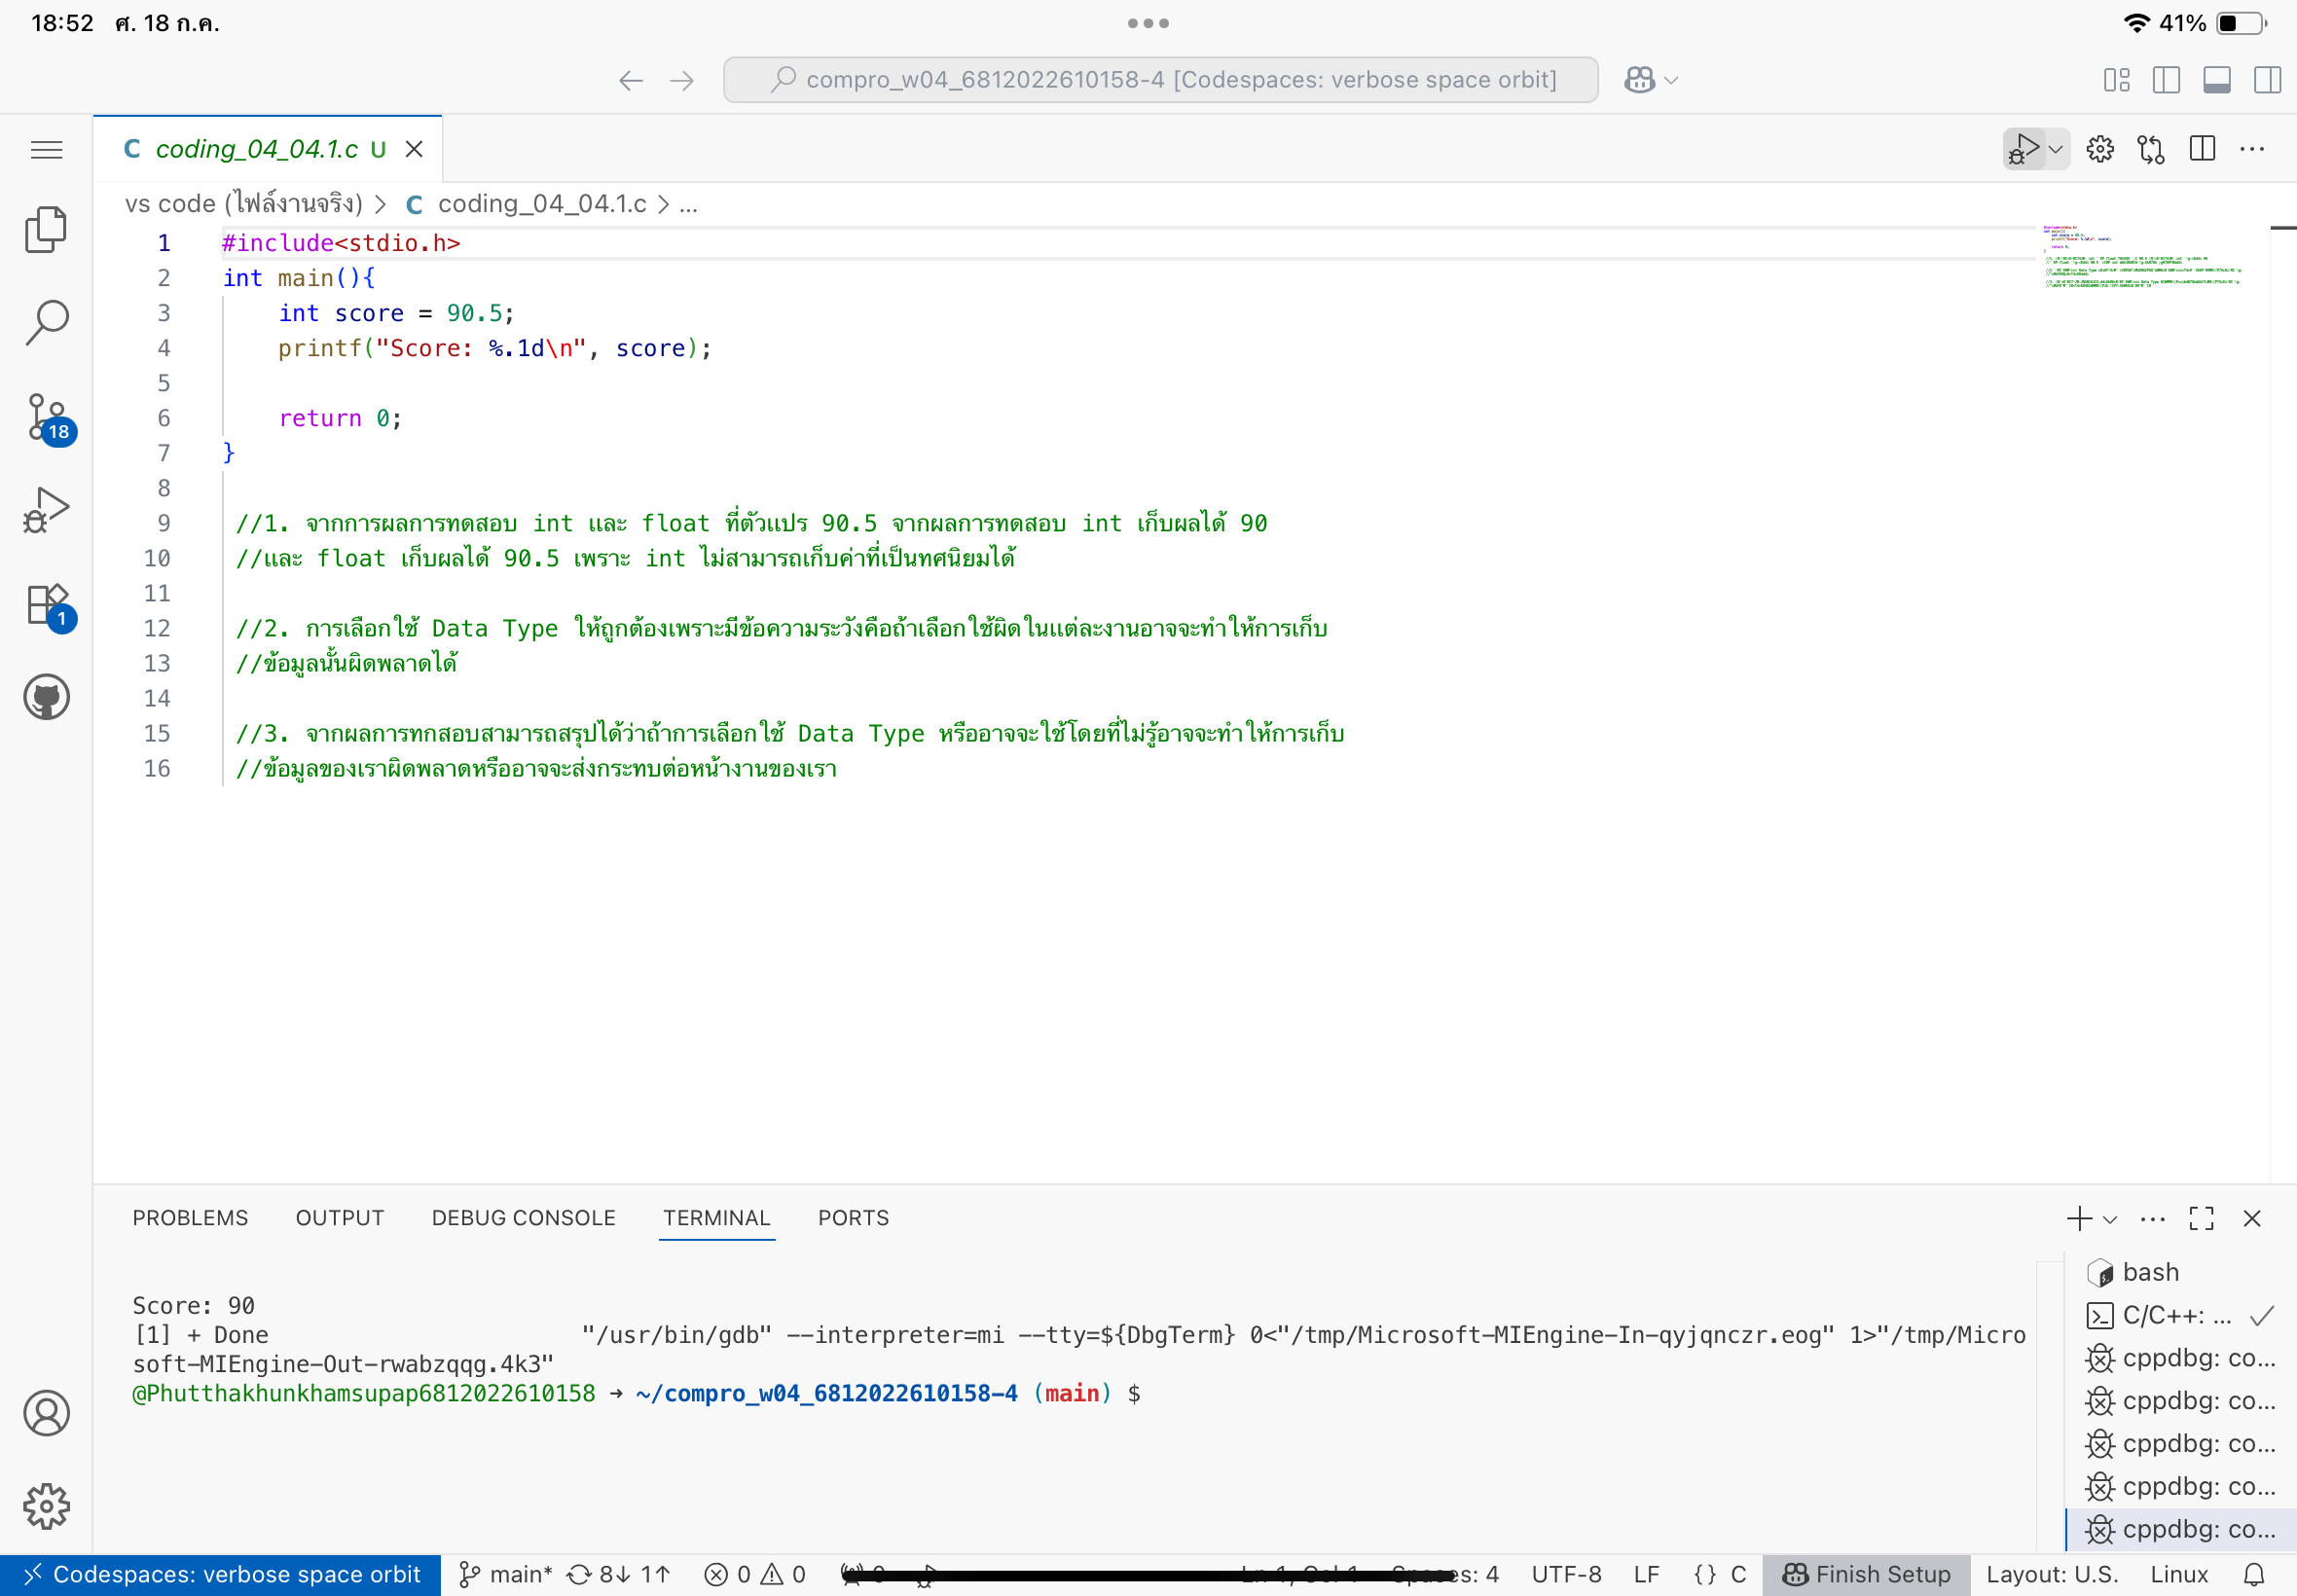 18:52 ศ. 18 ก.ค.
41%
compro_w04_6812022610158-4 [Codespaces: verbose space orbit]
C coding_04_04.1.c U
vs code (ไฟล์งานจริง) > C coding_04_04.1.c > ...
1 #include<stdio.h>
2 int main(){
3 int score = 90.5;
4 printf("Score: %.1d\n", score);
5
6 return 0;
7 }
8
9 //1. จากการผลการทดสอบ int และ float ที่ตัวแปร 90.5 จากผลการทดสอบ int เก็บผลได้ 90
10 //และ float เก็บผลได้ 90.5 เพราะ int ไม่สามารถเก็บค่าที่เป็นทศนิยมได้
11
12 //2. การเลือกใช้ Data Type ให้ถูกต้องเพราะมีข้อความระวังคือถ้าเลือกใช้ผิดในแต่ละงานอาจจะทำให้การเก็บ
13 //ข้อมูลนั้นผิดพลาดได้
14
15 //3. จากผลการทกสอบสามารถสรุปได้ว่าถ้าการเลือกใช้ Data Type หรืออาจจะใช้โดยที่ไม่รู้อาจจะทำให้การเก็บ
16 //ข้อมูลของเราผิดพลาดหรืออาจจะส่งกระทบต่อหน้างานของเรา
18
1
PROBLEMS OUTPUT DEBUG CONSOLE TERMINAL PORTS
Score: 90
[1] + Done "/usr/bin/gdb" --interpreter=mi --tty=${DbgTerm} 0<"/tmp/Microsoft-MIEngine-In-qyjqnczr.eog" 1>"/tmp/Micro
soft-MIEngine-Out-rwabzqqg.4k3"
@Phutthakhunkhamsupap6812022610158 → ~/compro_w04_6812022610158-4 (main) $
bash
C/C++: ...
cppdbg: co...
cppdbg: co...
cppdbg: co...
cppdbg: co...
cppdbg: co...
Codespaces: verbose space orbit main* 8↓ 1↑ 0 0 0 Ln 1, Col 1 Spaces: 4 UTF-8 LF {} C Finish Setup Layout: U.S. Linux